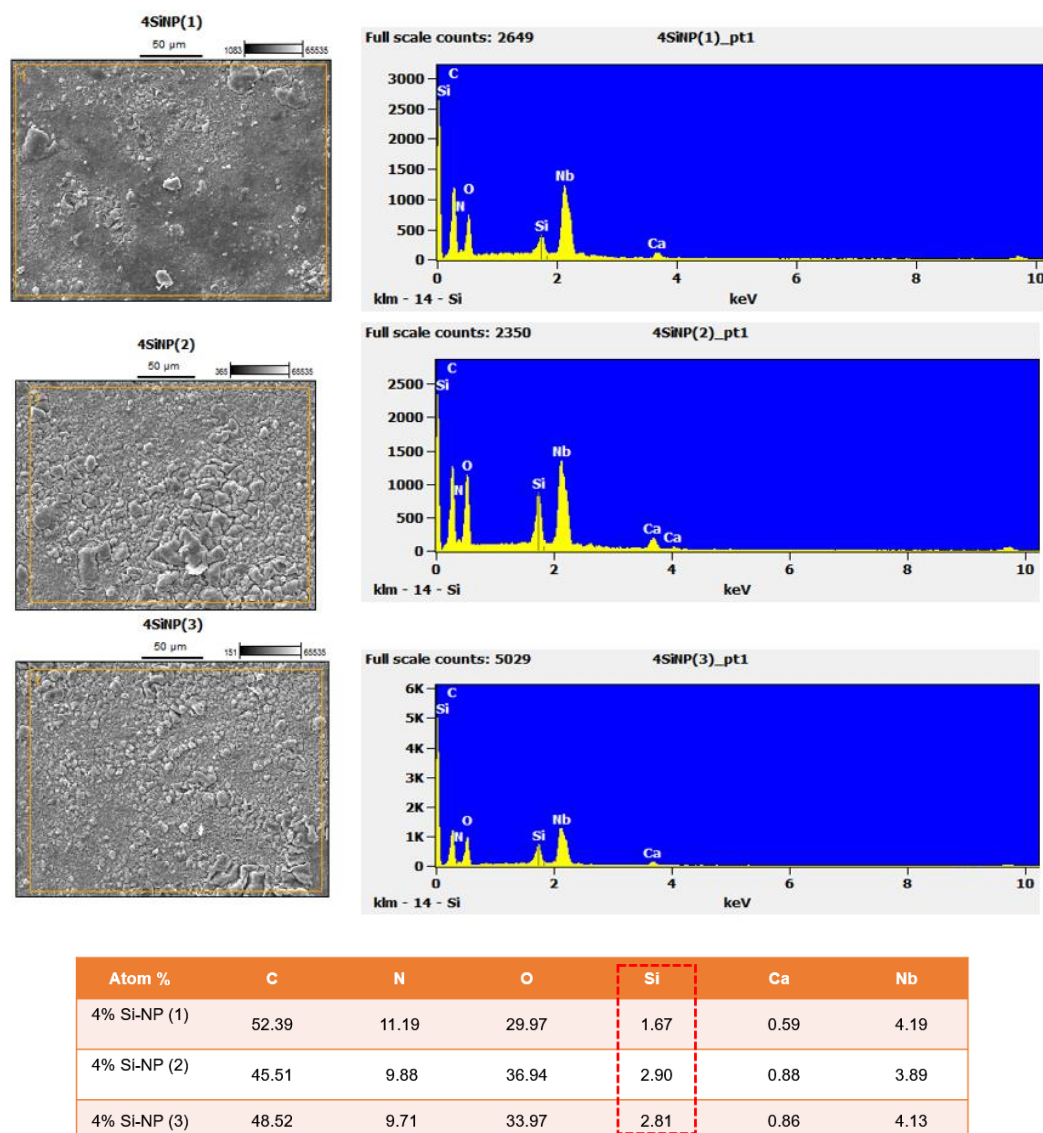 4SiNP(1)
50 µm
1083 65535
Full scale counts: 2649 4SiNP(1)_pt1
3000
2500
2000
1500
1000
500
0
C
Si
O
N
Si
Nb
Ca
0 2 4 6 8 10
klm - 14 - Si keV
4SiNP(2)
50 µm
365 65535
Full scale counts: 2350 4SiNP(2)_pt1
2500
2000
1500
1000
500
0
C
Si
O
N
Si
Nb
Ca
Ca
0 2 4 6 8 10
klm - 14 - Si keV
4SiNP(3)
50 µm
151 65535
Full scale counts: 5029 4SiNP(3)_pt1
6K
5K
4K
3K
2K
1K
0
C
Si
O
N
Si
Nb
Ca
0 2 4 6 8 10
klm - 14 - Si keV
Atom % C N O Si Ca Nb
4% Si-NP (1) 52.39 11.19 29.97 1.67 0.59 4.19
4% Si-NP (2) 45.51 9.88 36.94 2.90 0.88 3.89
4% Si-NP (3) 48.52 9.71 33.97 2.81 0.86 4.13